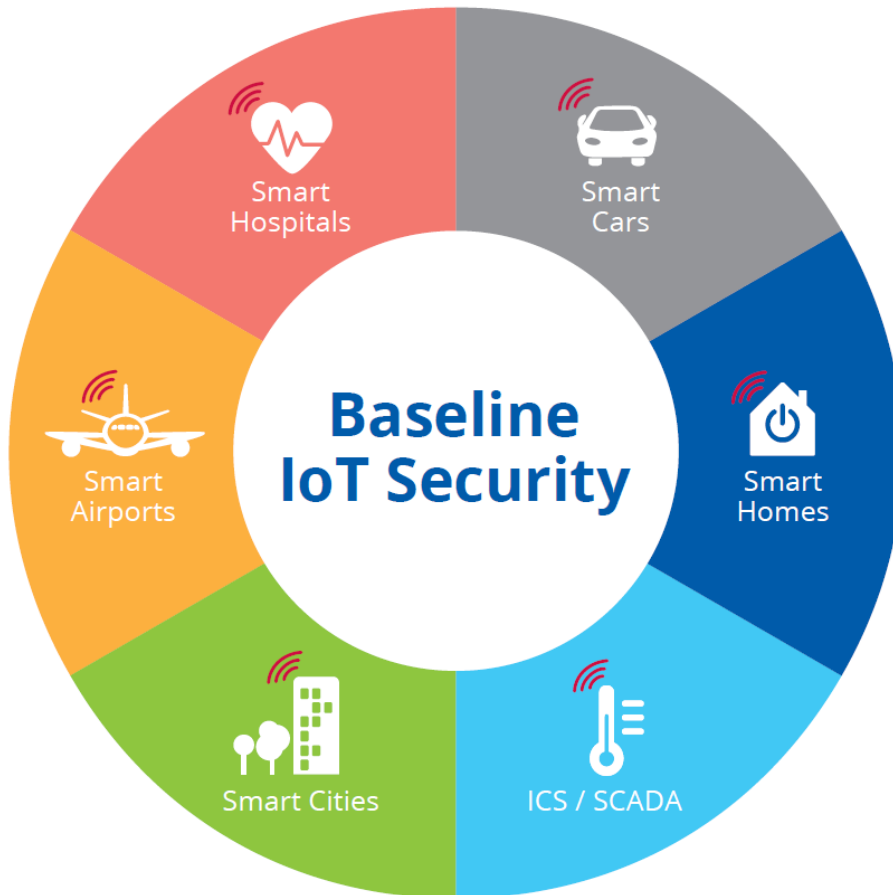 Smart
Hospitals
Smart
Cars
Smart
Airports
Baseline
IoT Security
Smart
Homes
Smart Cities
ICS / SCADA